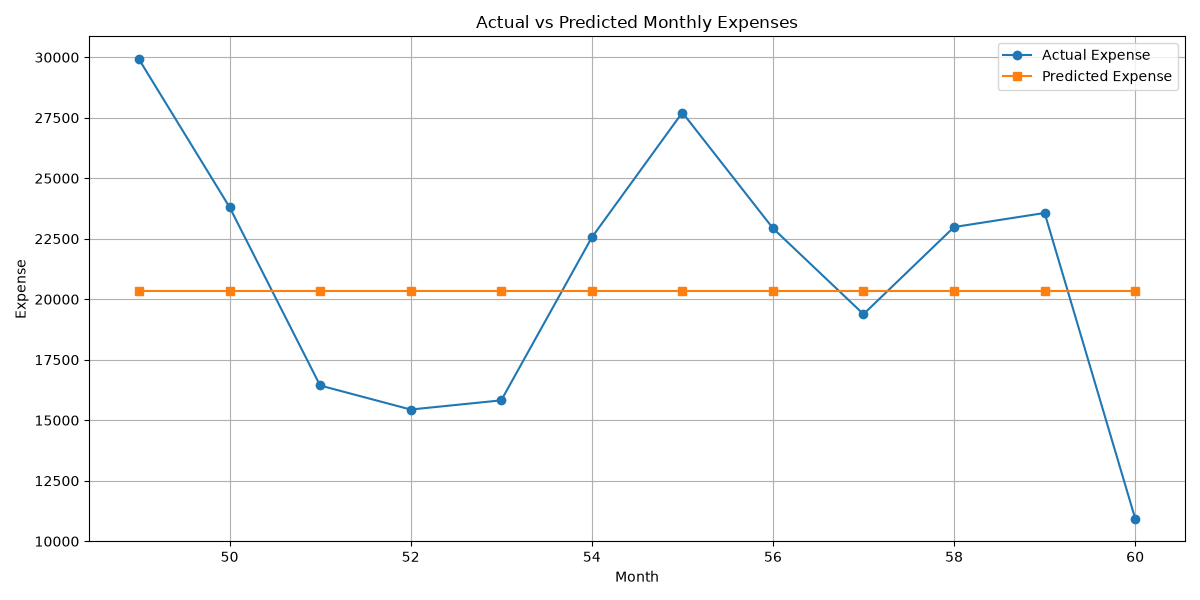 Actual vs Predicted Monthly Expenses
Actual Expense
Predicted Expense
30000
27500
25000
22500
20000
17500
15000
12500
10000
Expense
50 52 54 56 58 60
Month